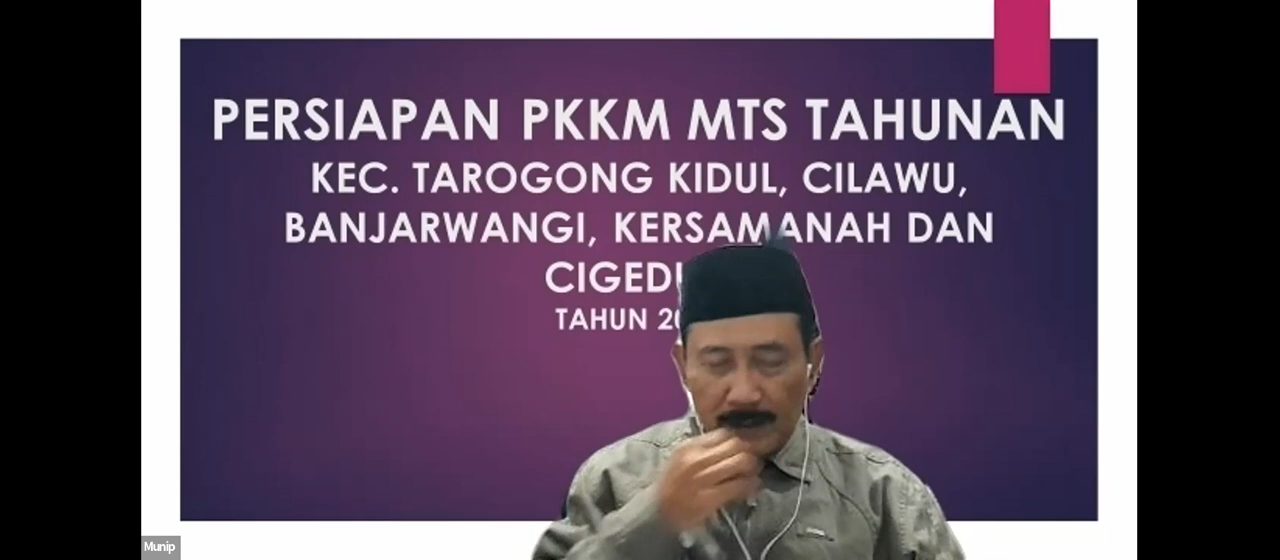 PERSIAPAN PKKM MTS TAHUNAN
KEC. TAROGONG KIDUL, CILAWU,
BANJARWANGI, KERSAMANAH DAN
TAHUN
Munip